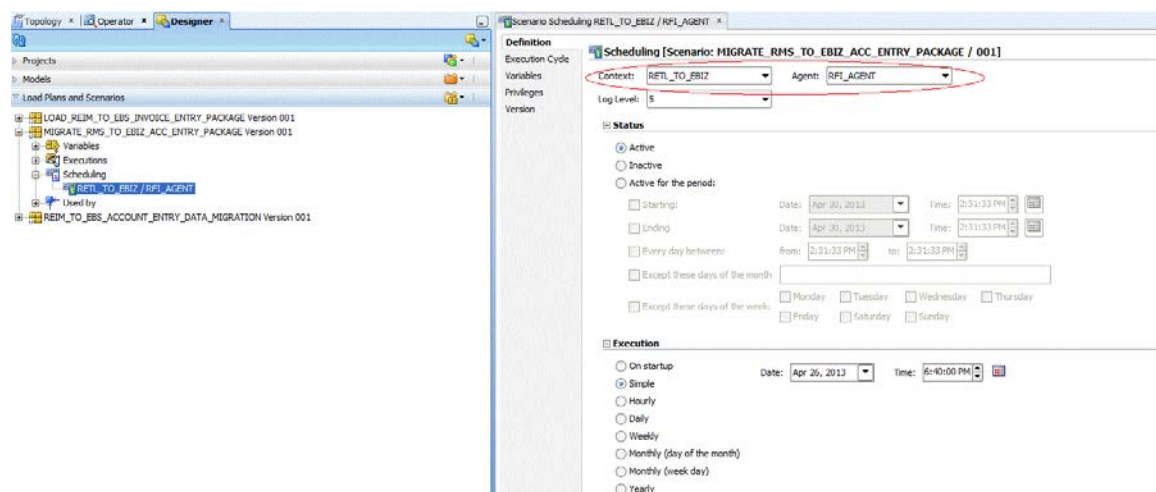 Topology
Operator
Designer
Projects
Models
Load Plans and Scenarios
LOAD_REIM_TO_EBS_INVOICE_ENTRY_PACKAGE Version 001
MIGRATE_RMS_TO_EBIZ_ACC_ENTRY_PACKAGE Version 001
Variables
Executions
Scheduling
RETL_TO_EBIZ / RFI_AGENT
Used by
REIM_TO_EBS_ACCOUNT_ENTRY_DATA_MIGRATION Version 001
Scenario Scheduling RETL_TO_EBIZ / RFI_AGENT
Definition
Execution Cycle
Variables
Privileges
Version
Scheduling [Scenario: MIGRATE_RMS_TO_EBIZ_ACC_ENTRY_PACKAGE / 001]
Context: RETL_TO_EBIZ Agent: RFI_AGENT
Log Level: 5
Status
Active
Inactive
Active for the period:
Starting: Date: Apr 30, 2013 Time: 2:31:33 PM
Ending Date: Apr 30, 2013 Time: 2:31:33 PM
Every day between: from: 2:31:33 PM to: 2:31:33 PM
Except these days of the month
Except these days of the week: Monday Tuesday Wednesday Thursday
Friday Saturday Sunday
Execution
On startup Date: Apr 26, 2013 Time: 6:40:00 PM
Simple
Hourly
Daily
Weekly
Monthly (day of the month)
Monthly (week day)
Yearly